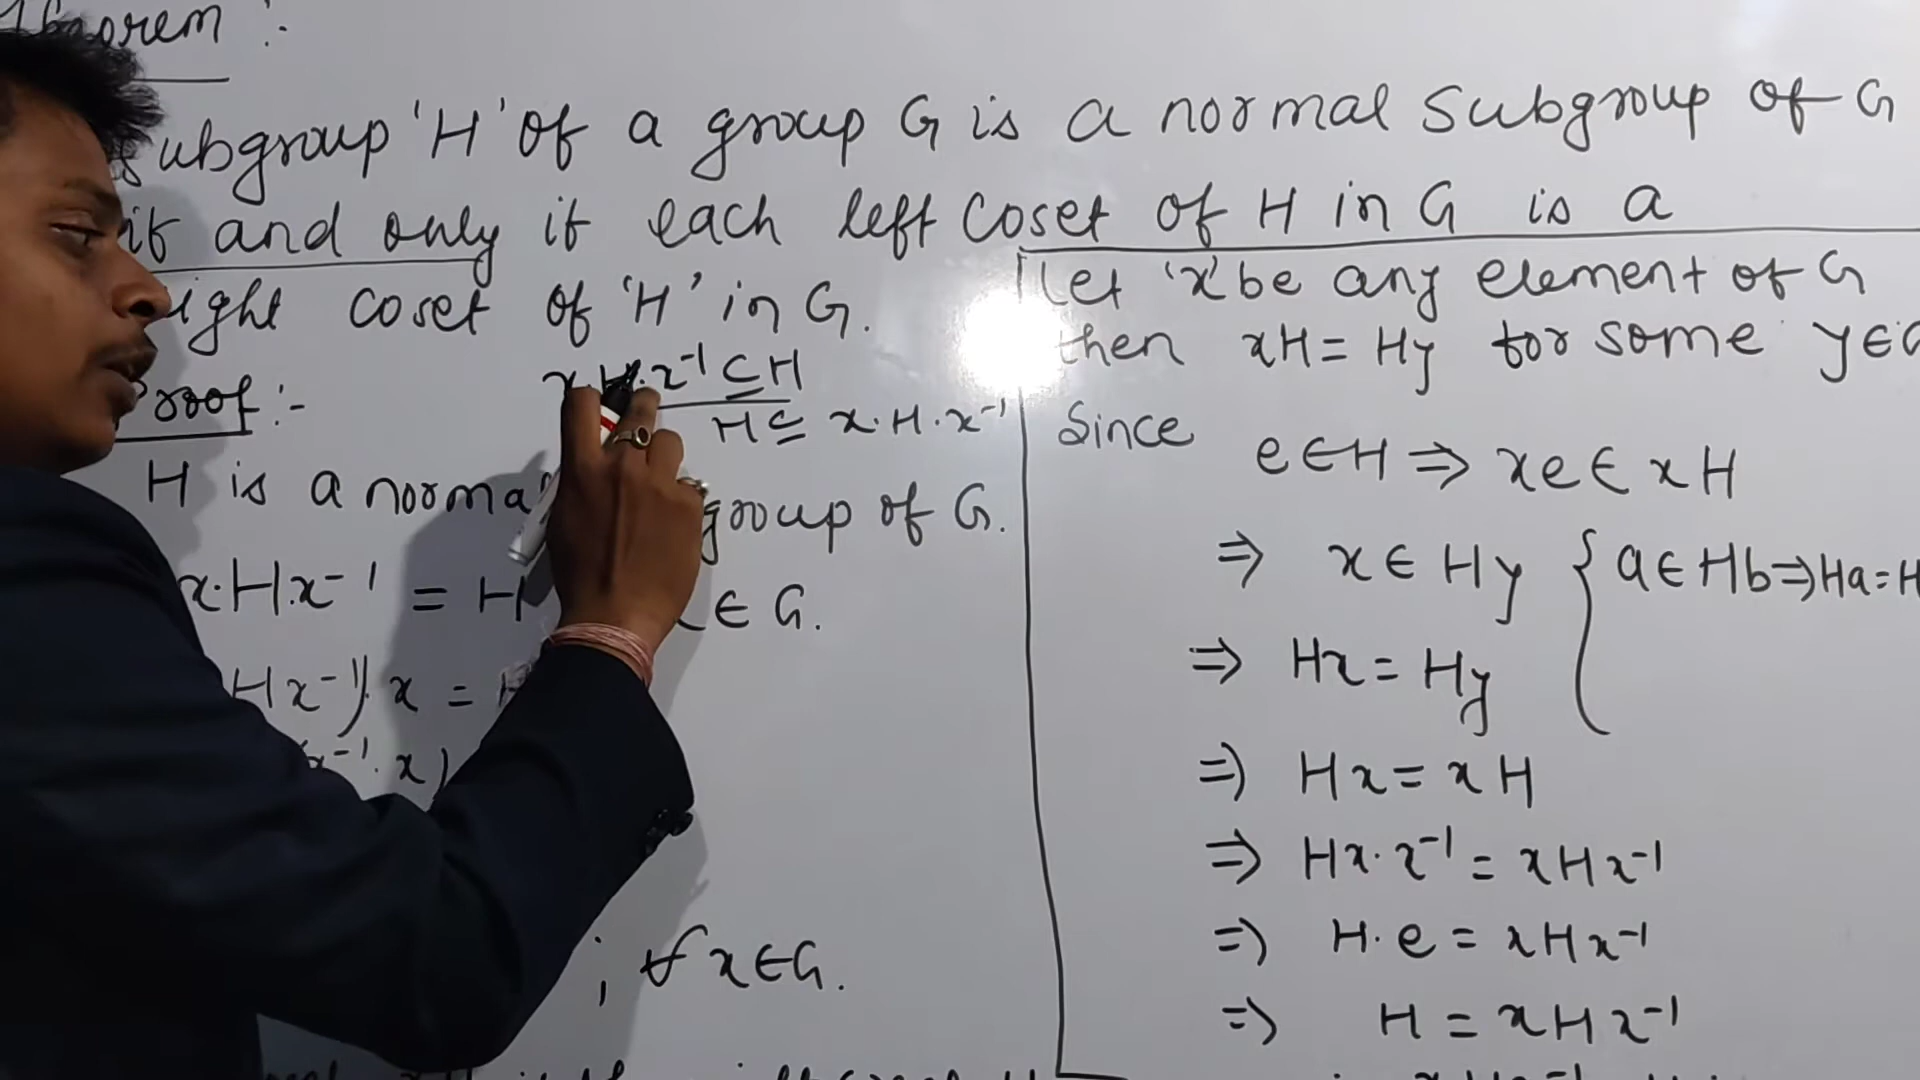 Theorem :-
Subgroup 'H' of a group G is a normal subgroup of G
if and only if each left coset of H in G is a
right coset of 'H' in G.
Proof :-
x.H.x⁻¹ ⊆ H
H ⊆ x.H.x⁻¹
H is a norma group of G.
x.H.x⁻¹ = H ∈ G.
Hx⁻¹).x =
x⁻¹.x)
; ∀ x∈G.
Let 'x' be any element of G
then xH = Hy for some y∈G
Since
e∈H ⇒ xe ∈ xH
⇒ x∈ Hy { a∈Hb ⇒ Ha = H
⇒ Hx = Hy
⇒ Hx = xH
⇒ Hx.x⁻¹ = xHx⁻¹
⇒ H.e = xHx⁻¹
⇒ H = xHx⁻¹